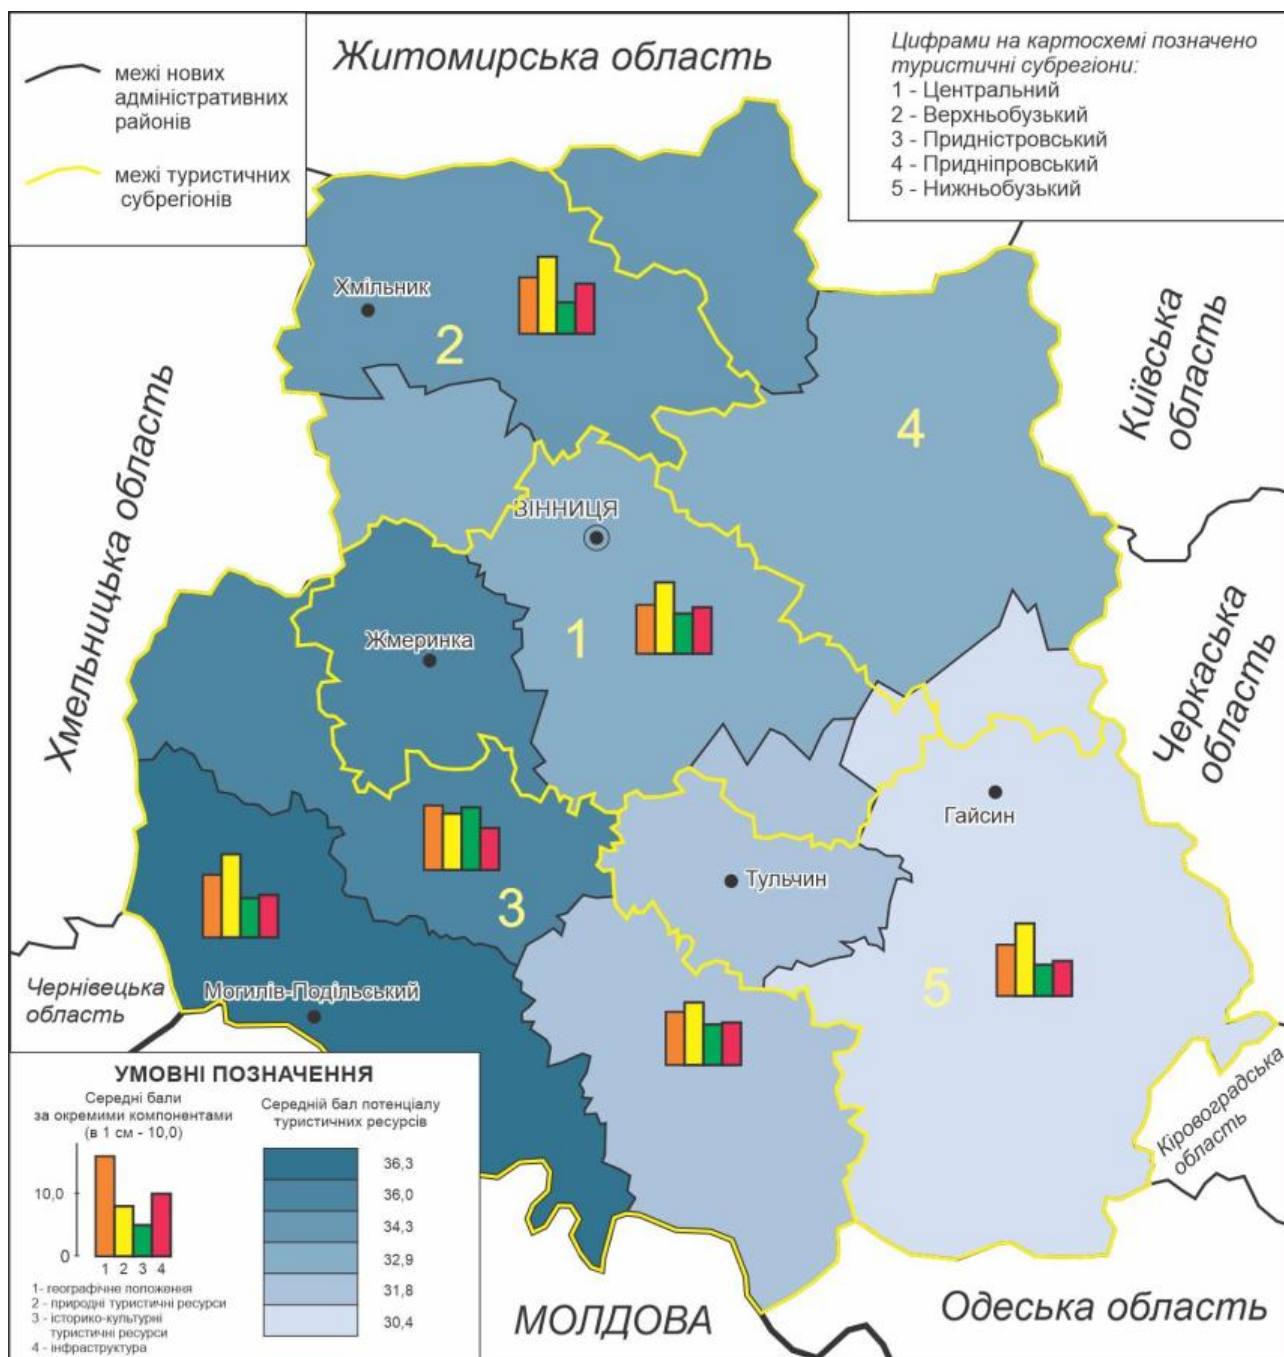 Житомирська область
межі нових
адміністративних
районів
межі туристичних
субрегіонів
Цифрами на картосхемі позначено
туристичні субрегіони:
1 - Центральний
2 - Верхньобузький
3 - Придністровський
4 - Придніпровський
5 - Нижньобузький
Хмільник
2
4
Київська
область
Хмельницька область
ВІННИЦЯ
1
Жмеринка
Черкаська
область
Гайсин
Тульчин
3
5
Чернівецька
область
Могилів-Подільський
Кіровоградська
область
Одеська область
МОЛДОВА
УМОВНІ ПОЗНАЧЕННЯ
Середні бали
за окремими компонентами
(в 1 см - 10,0)
10,0
0
1 2 3 4
1- географічне положення
2 - природні туристичні ресурси
3 - історико-культурні
туристичні ресурси
4 - інфраструктура
Середній бал потенціалу
туристичних ресурсів
36,3
36,0
34,3
32,9
31,8
30,4